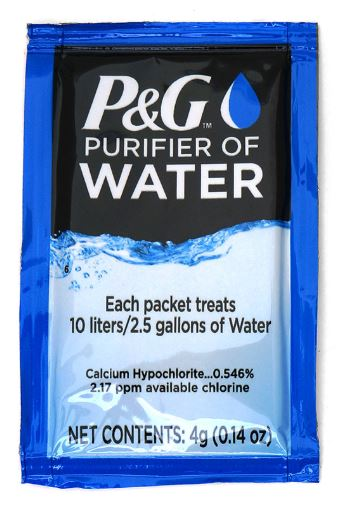 P&G™
PURIFIER OF
WATER
6
Each packet treats
10 liters/2.5 gallons of Water
Calcium Hypochlorite...0.546%
2.17 ppm available chlorine
NET CONTENTS: 4g (0.14 oz)